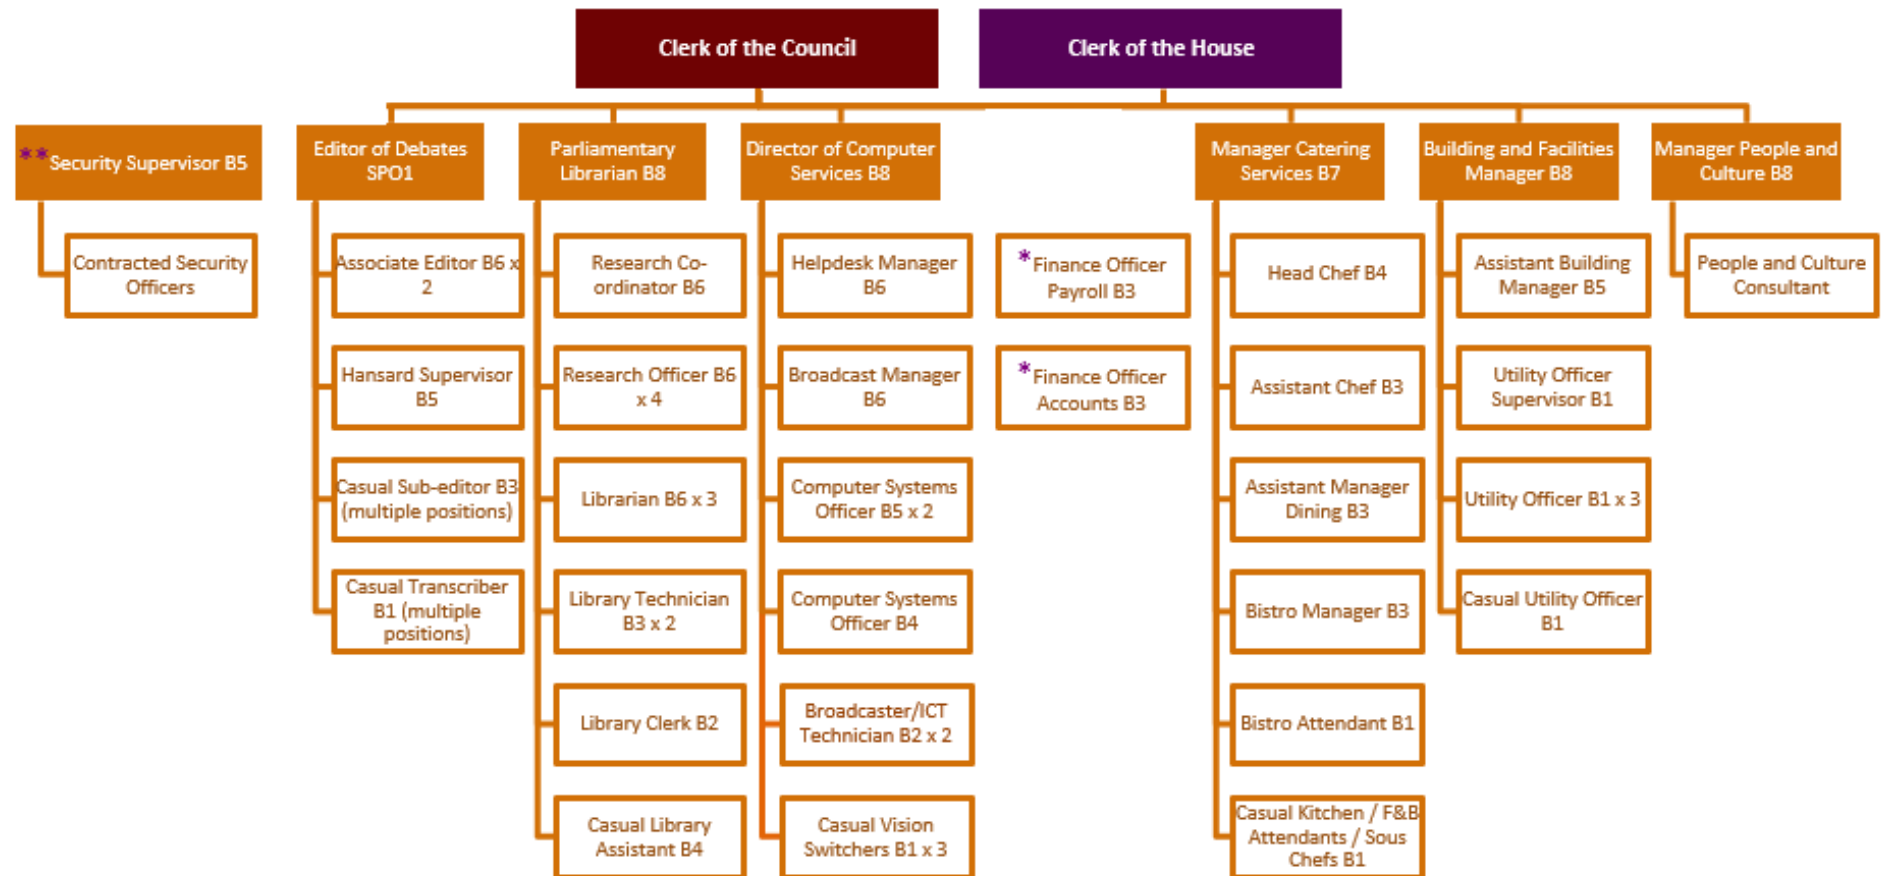 Clerk of the Council
Clerk of the House
**Security Supervisor B5
Contracted Security
Officers
Editor of Debates
SPO1
Associate Editor B6 x
2
Hansard Supervisor
B5
Casual Sub-editor B3
(multiple positions)
Casual Transcriber
B1 (multiple
positions)
Parliamentary
Librarian B8
Research Co-
ordinator B6
Research Officer B6
x 4
Librarian B6 x 3
Library Technician
B3 x 2
Library Clerk B2
Casual Library
Assistant B4
Director of Computer
Services B8
Helpdesk Manager
B6
Broadcast Manager
B6
Computer Systems
Officer B5 x 2
Computer Systems
Officer B4
Broadcaster/ICT
Technician B2 x 2
Casual Vision
Switchers B1 x 3
*Finance Officer
Payroll B3
*Finance Officer
Accounts B3
Manager Catering
Services B7
Head Chef B4
Assistant Chef B3
Assistant Manager
Dining B3
Bistro Manager B3
Bistro Attendant B1
Casual Kitchen / F&B
Attendants / Sous
Chefs B1
Building and Facilities
Manager B8
Assistant Building
Manager B5
Utility Officer
Supervisor B1
Utility Officer B1 x 3
Casual Utility Officer
B1
Manager People and
Culture B8
People and Culture
Consultant